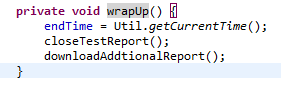 private void wrapUp() {
endTime = Util.getCurrentTime();
closeTestReport();
downloadAddtionalReport();
}